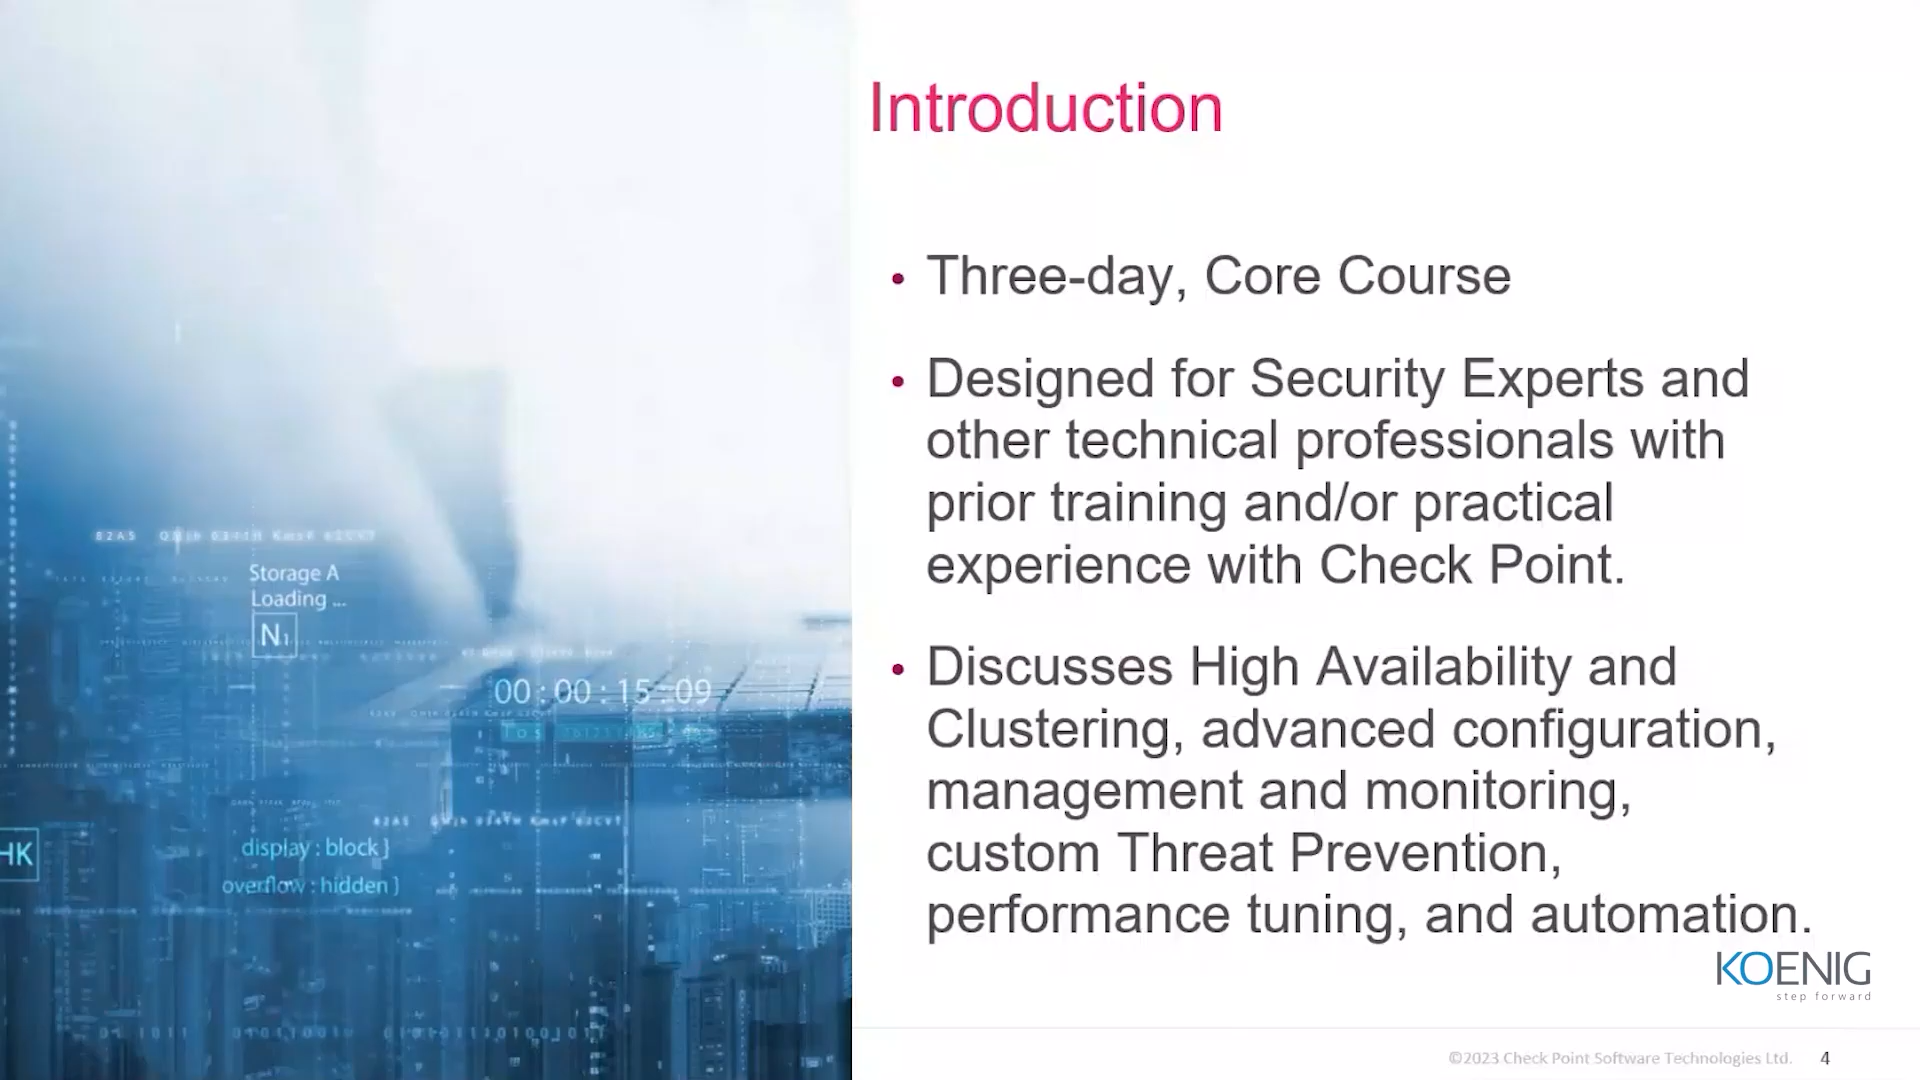 Introduction
• Three-day, Core Course
• Designed for Security Experts and
other technical professionals with
prior training and/or practical
experience with Check Point.
• Discusses High Availability and
Clustering, advanced configuration,
management and monitoring,
custom Threat Prevention,
performance tuning, and automation.
KOENIG
step forward
©2023 Check Point Software Technologies Ltd. 4
Storage A
Loading ...
N1
00 : 00 : 15 : 09
HK
display : block }
overflow : hidden }